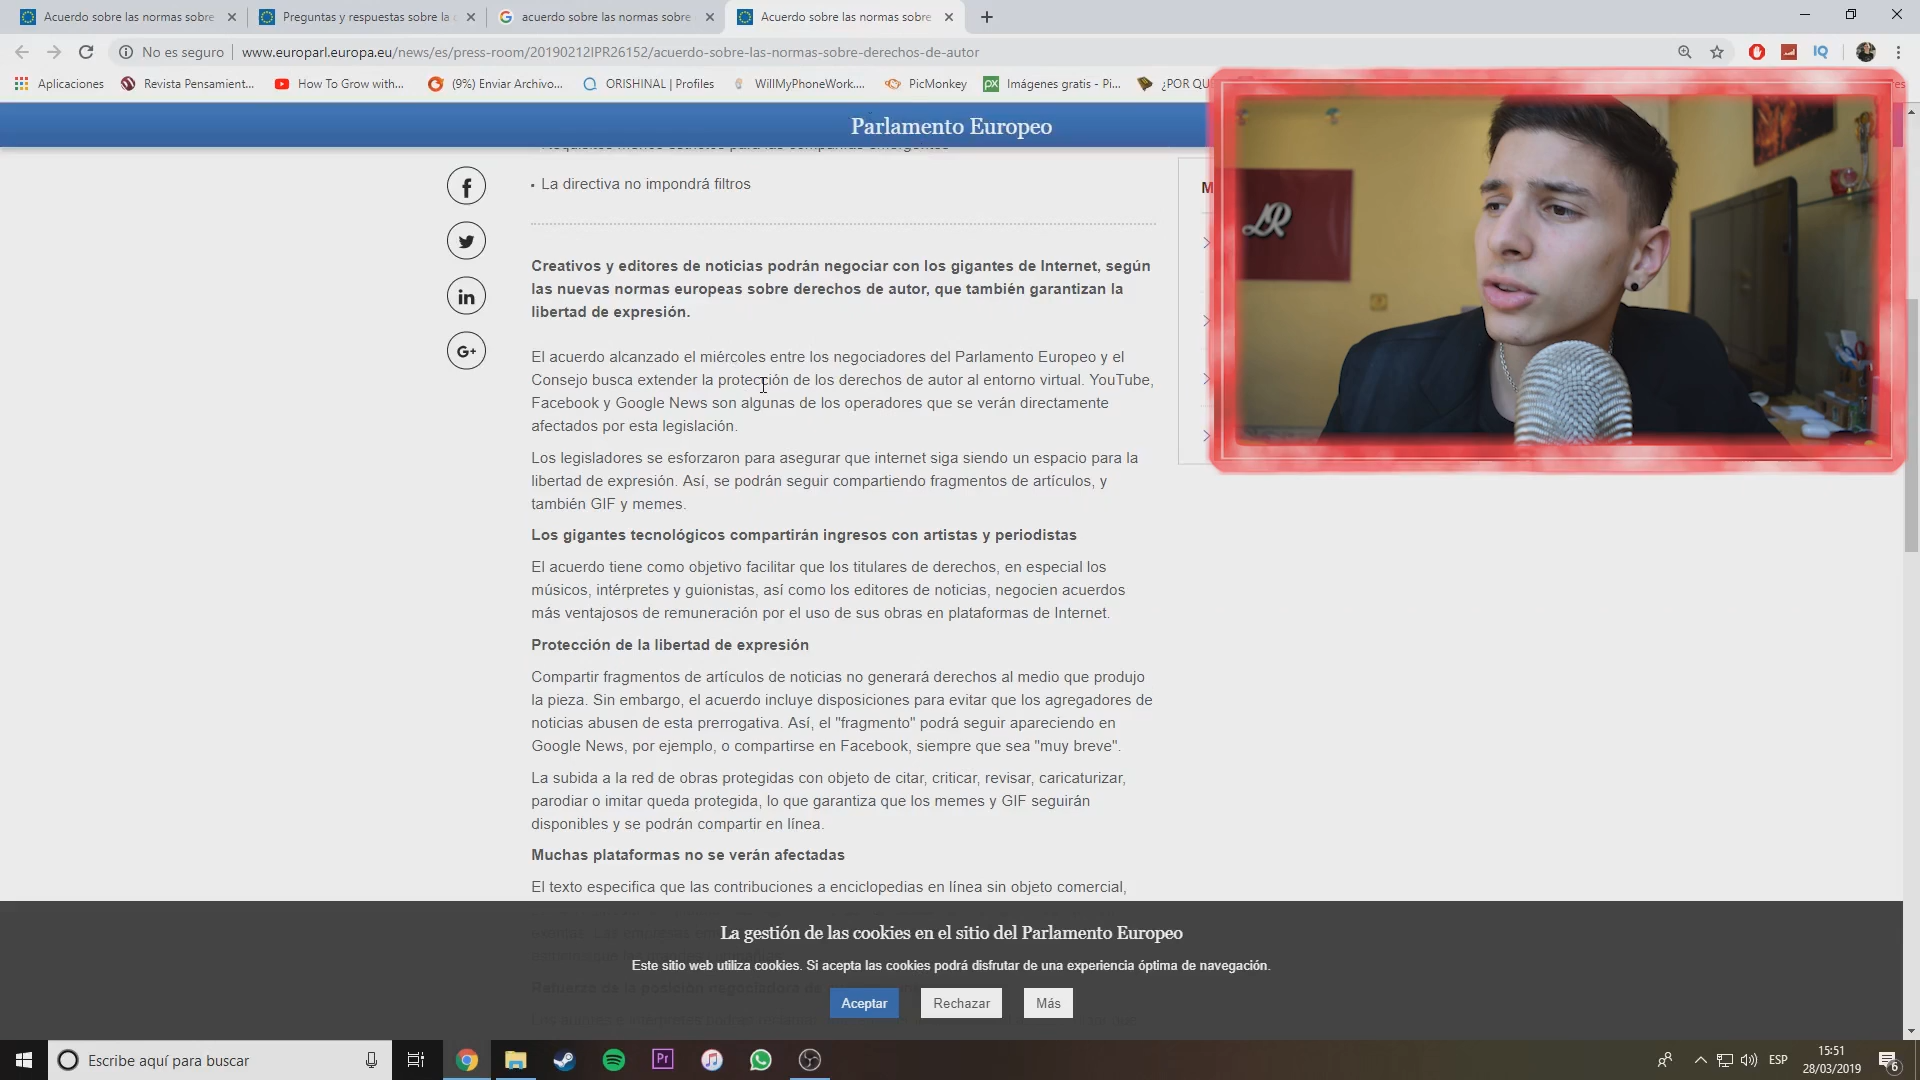 Acuerdo sobre las normas sobre
Preguntas y respuestas sobre la
acuerdo sobre las normas sobre
Acuerdo sobre las normas sobre
No es seguro
www.europarl.europa.eu/news/es/press-room/20190212IPR26152/acuerdo-sobre-las-normas-sobre-derechos-de-autor
IQ
Aplicaciones
Revista Pensamient...
How To Grow with...
(9%) Enviar Archivo...
ORISHINAL | Profiles
WillMyPhoneWork....
PicMonkey
Imágenes gratis - Pi...
Parlamento Europeo
La directiva no impondrá filtros
Creativos y editores de noticias podrán negociar con los gigantes de Internet, según
las nuevas normas europeas sobre derechos de autor, que también garantizan la
libertad de expresión.
El acuerdo alcanzado el miércoles entre los negociadores del Parlamento Europeo y el
Consejo busca extender la protección de los derechos de autor al entorno virtual. YouTube,
Facebook y Google News son algunas de los operadores que se verán directamente
afectados por esta legislación.
Los legisladores se esforzaron para asegurar que internet siga siendo un espacio para la
libertad de expresión. Así, se podrán seguir compartiendo fragmentos de artículos, y
también GIF y memes.
Los gigantes tecnológicos compartirán ingresos con artistas y periodistas
El acuerdo tiene como objetivo facilitar que los titulares de derechos, en especial los
músicos, intérpretes y guionistas, así como los editores de noticias, negocien acuerdos
más ventajosos de remuneración por el uso de sus obras en plataformas de Internet.
Protección de la libertad de expresión
Compartir fragmentos de artículos de noticias no generará derechos al medio que produjo
la pieza. Sin embargo, el acuerdo incluye disposiciones para evitar que los agregadores de
noticias abusen de esta prerrogativa. Así, el "fragmento" podrá seguir apareciendo en
Google News, por ejemplo, o compartirse en Facebook, siempre que sea "muy breve".
La subida a la red de obras protegidas con objeto de citar, criticar, revisar, caricaturizar,
parodiar o imitar queda protegida, lo que garantiza que los memes y GIF seguirán
disponibles y se podrán compartir en línea.
Muchas plataformas no se verán afectadas
El texto especifica que las contribuciones a enciclopedias en línea sin objeto comercial,
La gestión de las cookies en el sitio del Parlamento Europeo
Este sitio web utiliza cookies. Si acepta las cookies podrá disfrutar de una experiencia óptima de navegación.
Aceptar
Rechazar
Más
Escribe aquí para buscar
Pr
ESP
15:51
28/03/2019
6